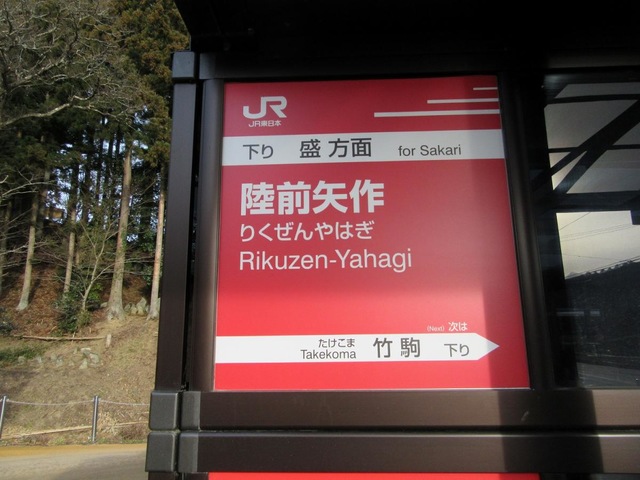 JR
JR東日本
下り 盛方面 for Sakari
陸前矢作
りくぜんやはぎ
Rikuzen-Yahagi
(Next) 次は
たけこま
Takekoma 竹駒 下り